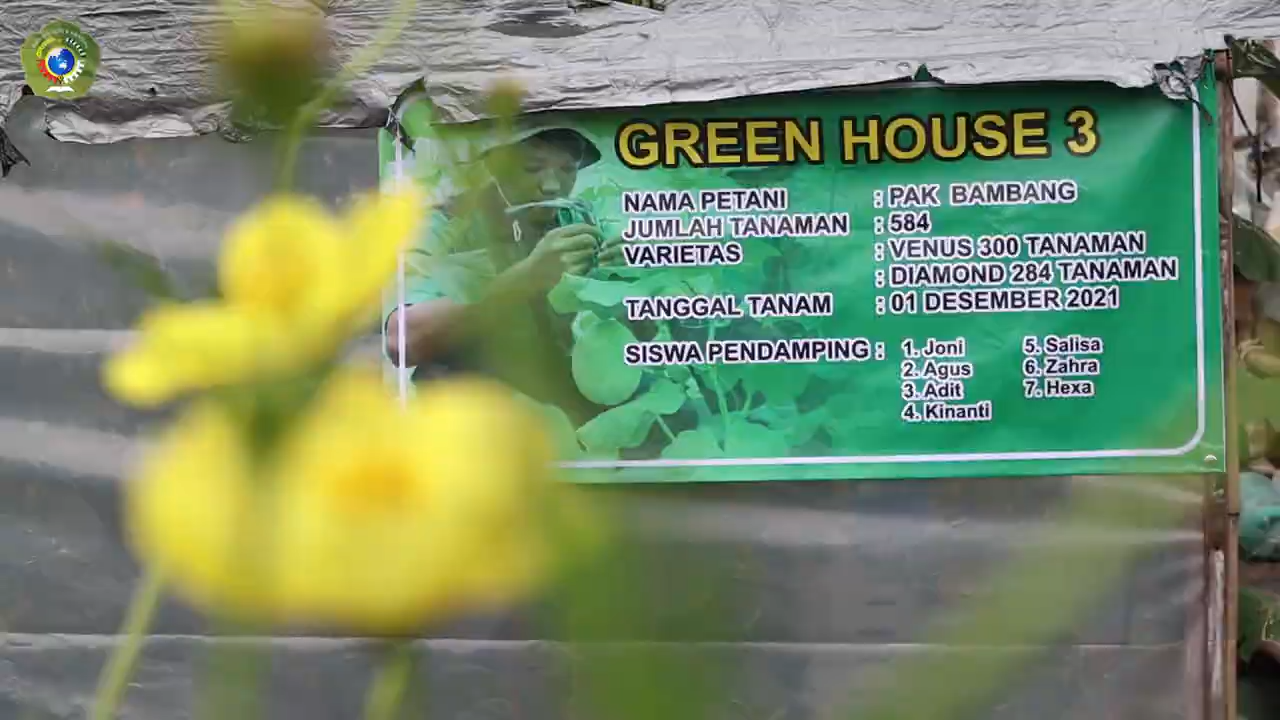 GREEN HOUSE 3
NAMA PETANI : PAK BAMBANG
JUMLAH TANAMAN : 584
VARIETAS : VENUS 300 TANAMAN
: DIAMOND 284 TANAMAN
TANGGAL TANAM : 01 DESEMBER 2021
SISWA PENDAMPING : 1. Joni 5. Salisa
2. Agus 6. Zahra
3. Adit 7. Hexa
4. Kinanti